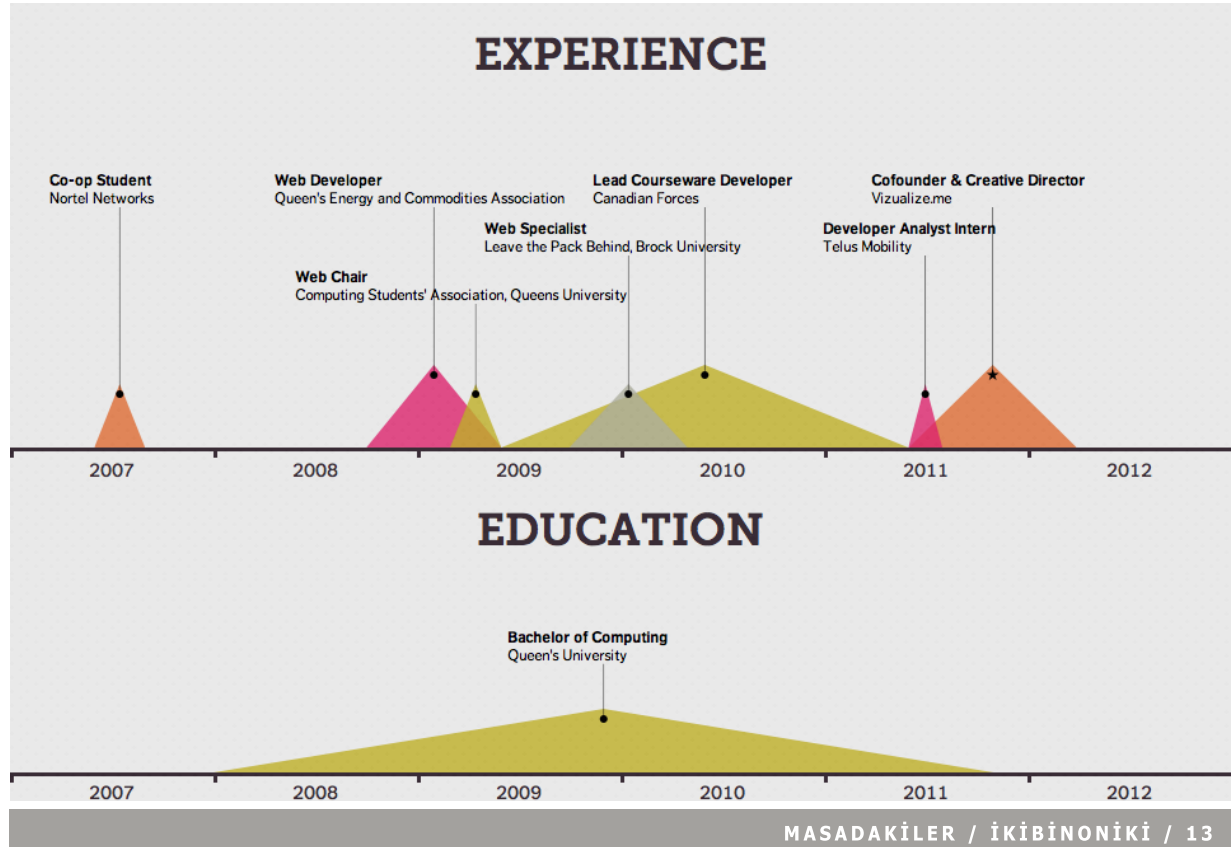 EXPERIENCE
Co-op Student
Nortel Networks
Web Developer
Queen's Energy and Commodities Association
Lead Courseware Developer
Canadian Forces
Cofounder & Creative Director
Vizualize.me
Web Specialist
Leave the Pack Behind, Brock University
Developer Analyst Intern
Telus Mobility
Web Chair
Computing Students' Association, Queens University
2007 2008 2009 2010 2011 2012
EDUCATION
Bachelor of Computing
Queen's University
2007 2008 2009 2010 2011 2012
MASADAKİLER / İKİBİNONİKİ / 13